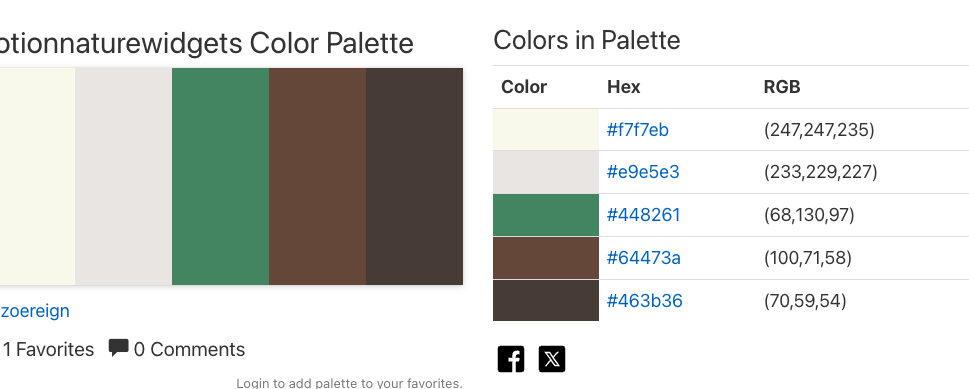 otionnaturewidgets Color Palette
zoereign
1 Favorites 0 Comments
Login to add palette to your favorites.
Colors in Palette
Color Hex RGB
#f7f7eb (247,247,235)
#e9e5e3 (233,229,227)
#448261 (68,130,97)
#64473a (100,71,58)
#463b36 (70,59,54)